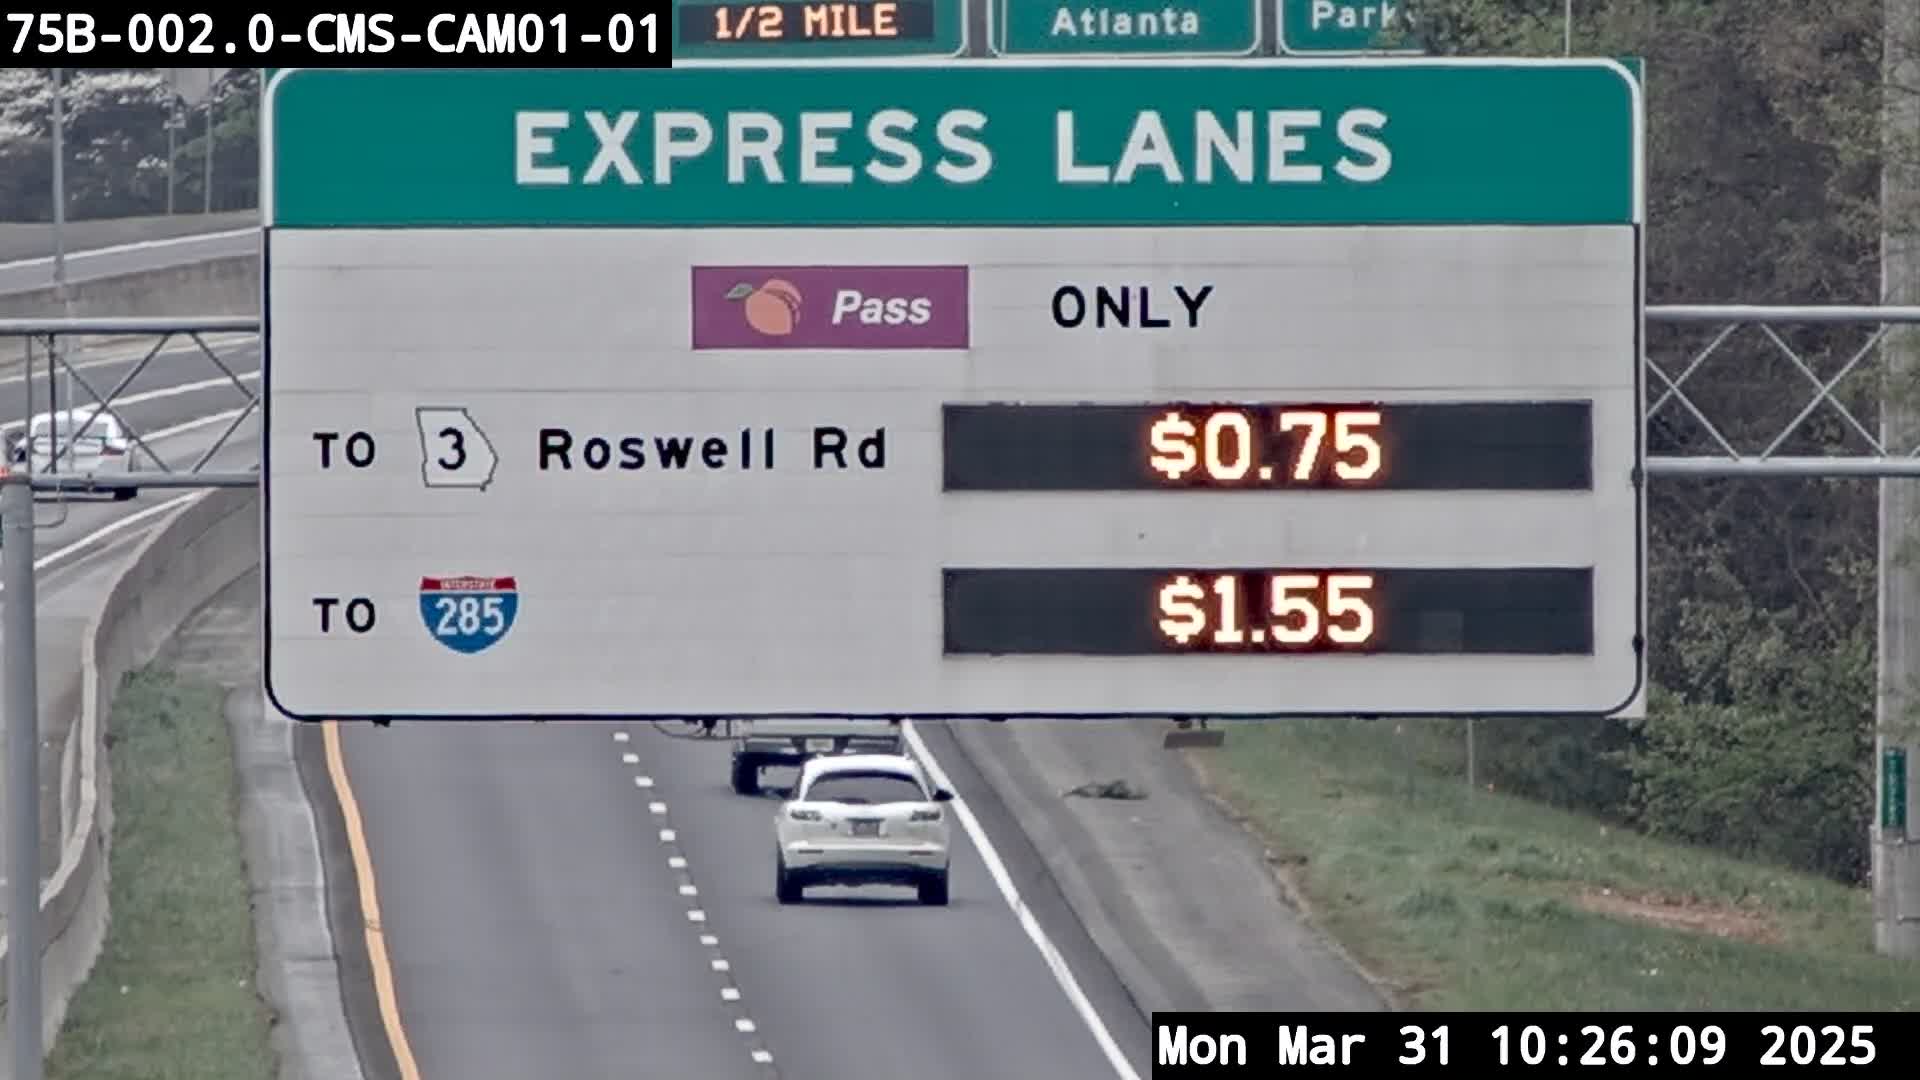 75B-002.0-CMS-CAM01-01
1/2 MILE
Atlanta
Park
EXPRESS LANES
Pass ONLY
TO 3 Roswell Rd $0.75
TO INTERSTATE 285 $1.55
Mon Mar 31 10:26:09 2025